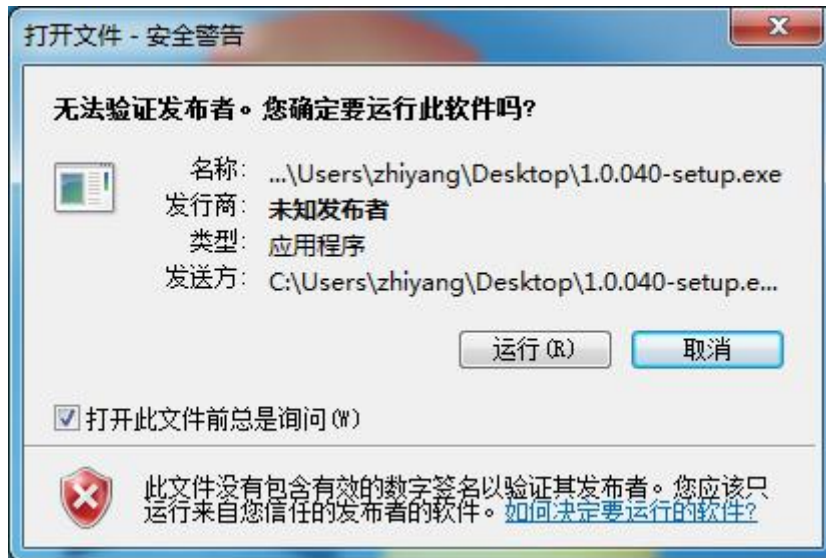 打开文件 - 安全警告
无法验证发布者。您确定要运行此软件吗?
名称: ...\Users\zhiyang\Desktop\1.0.040-setup.exe
发行商: 未知发布者
类型: 应用程序
发送方: C:\Users\zhiyang\Desktop\1.0.040-setup.e...
运行(R) 取消
打开此文件前总是询问(W)
此文件没有包含有效的数字签名以验证其发布者。您应该只
运行来自您信任的发布者的软件。如何决定要运行的软件?